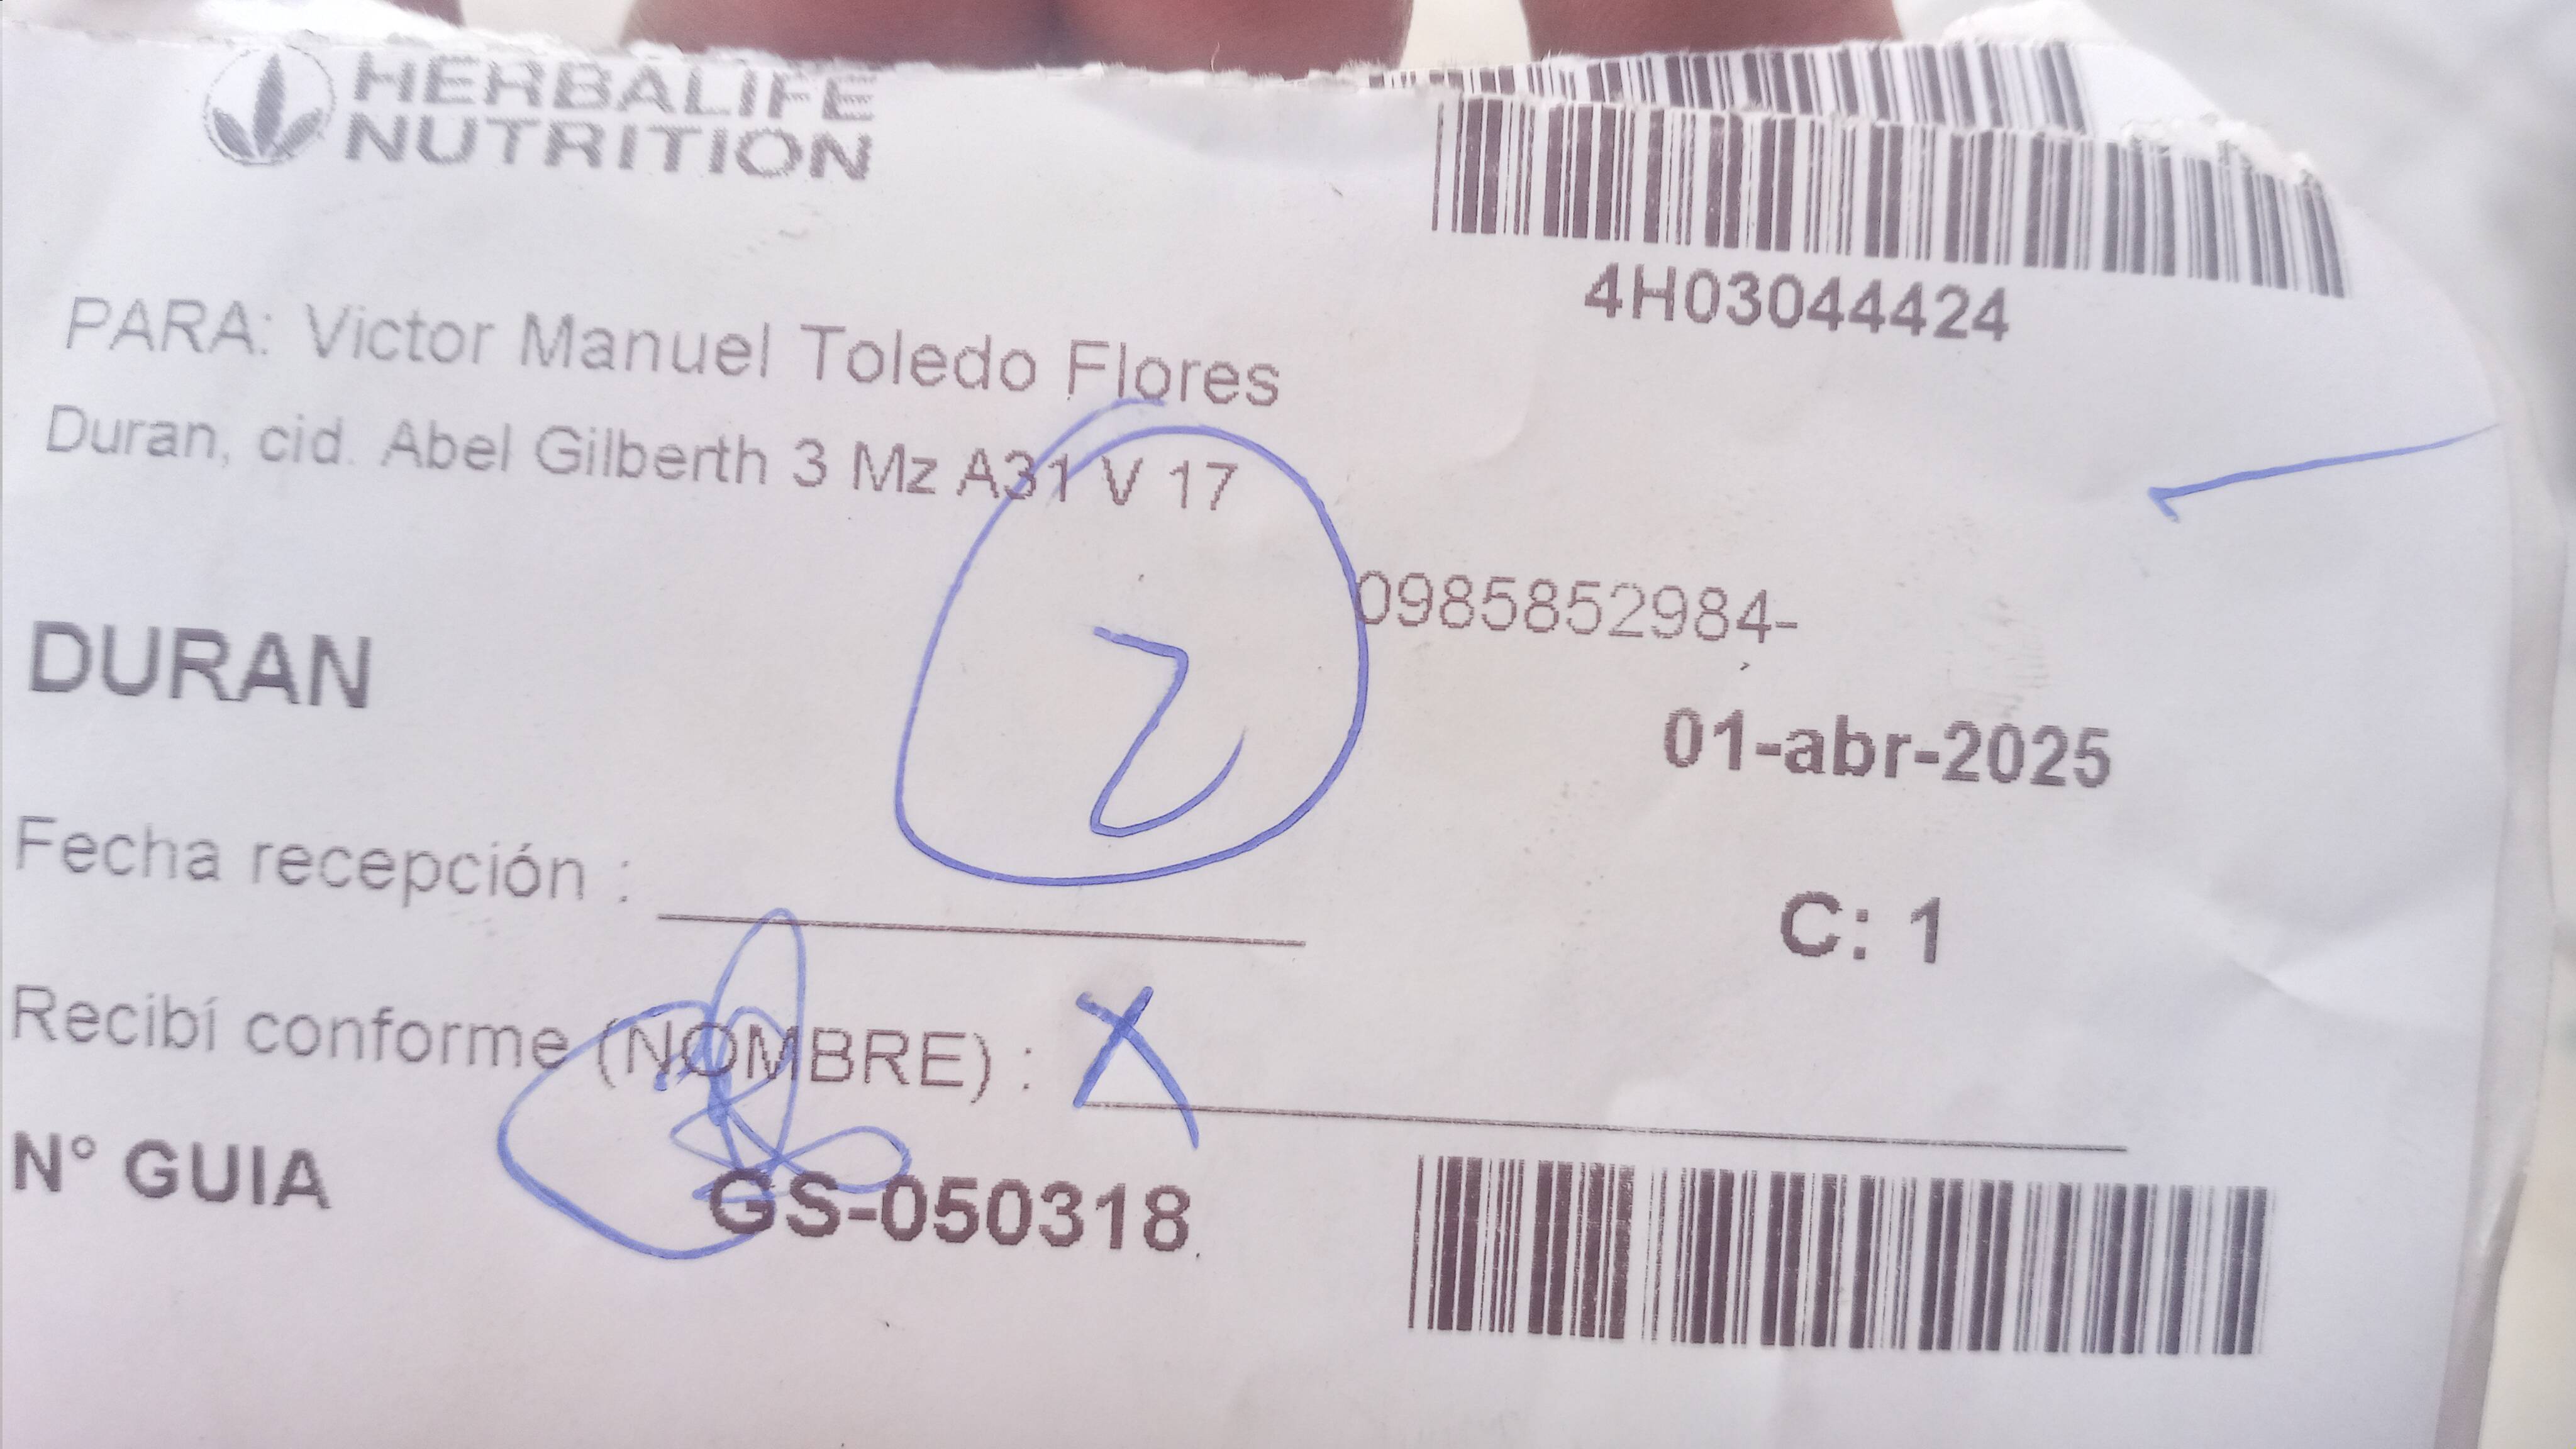 HERBALIFE
NUTRITION
4H03044424
PARA: Victor Manuel Toledo Flores
Duran, cid. Abel Gilberth 3 Mz A31 V 17
0985852984-
DURAN
2
01-abr-2025
Fecha recepción :
C: 1
Recibí conforme (NOMBRE) : X
N° GUIA GS-050318